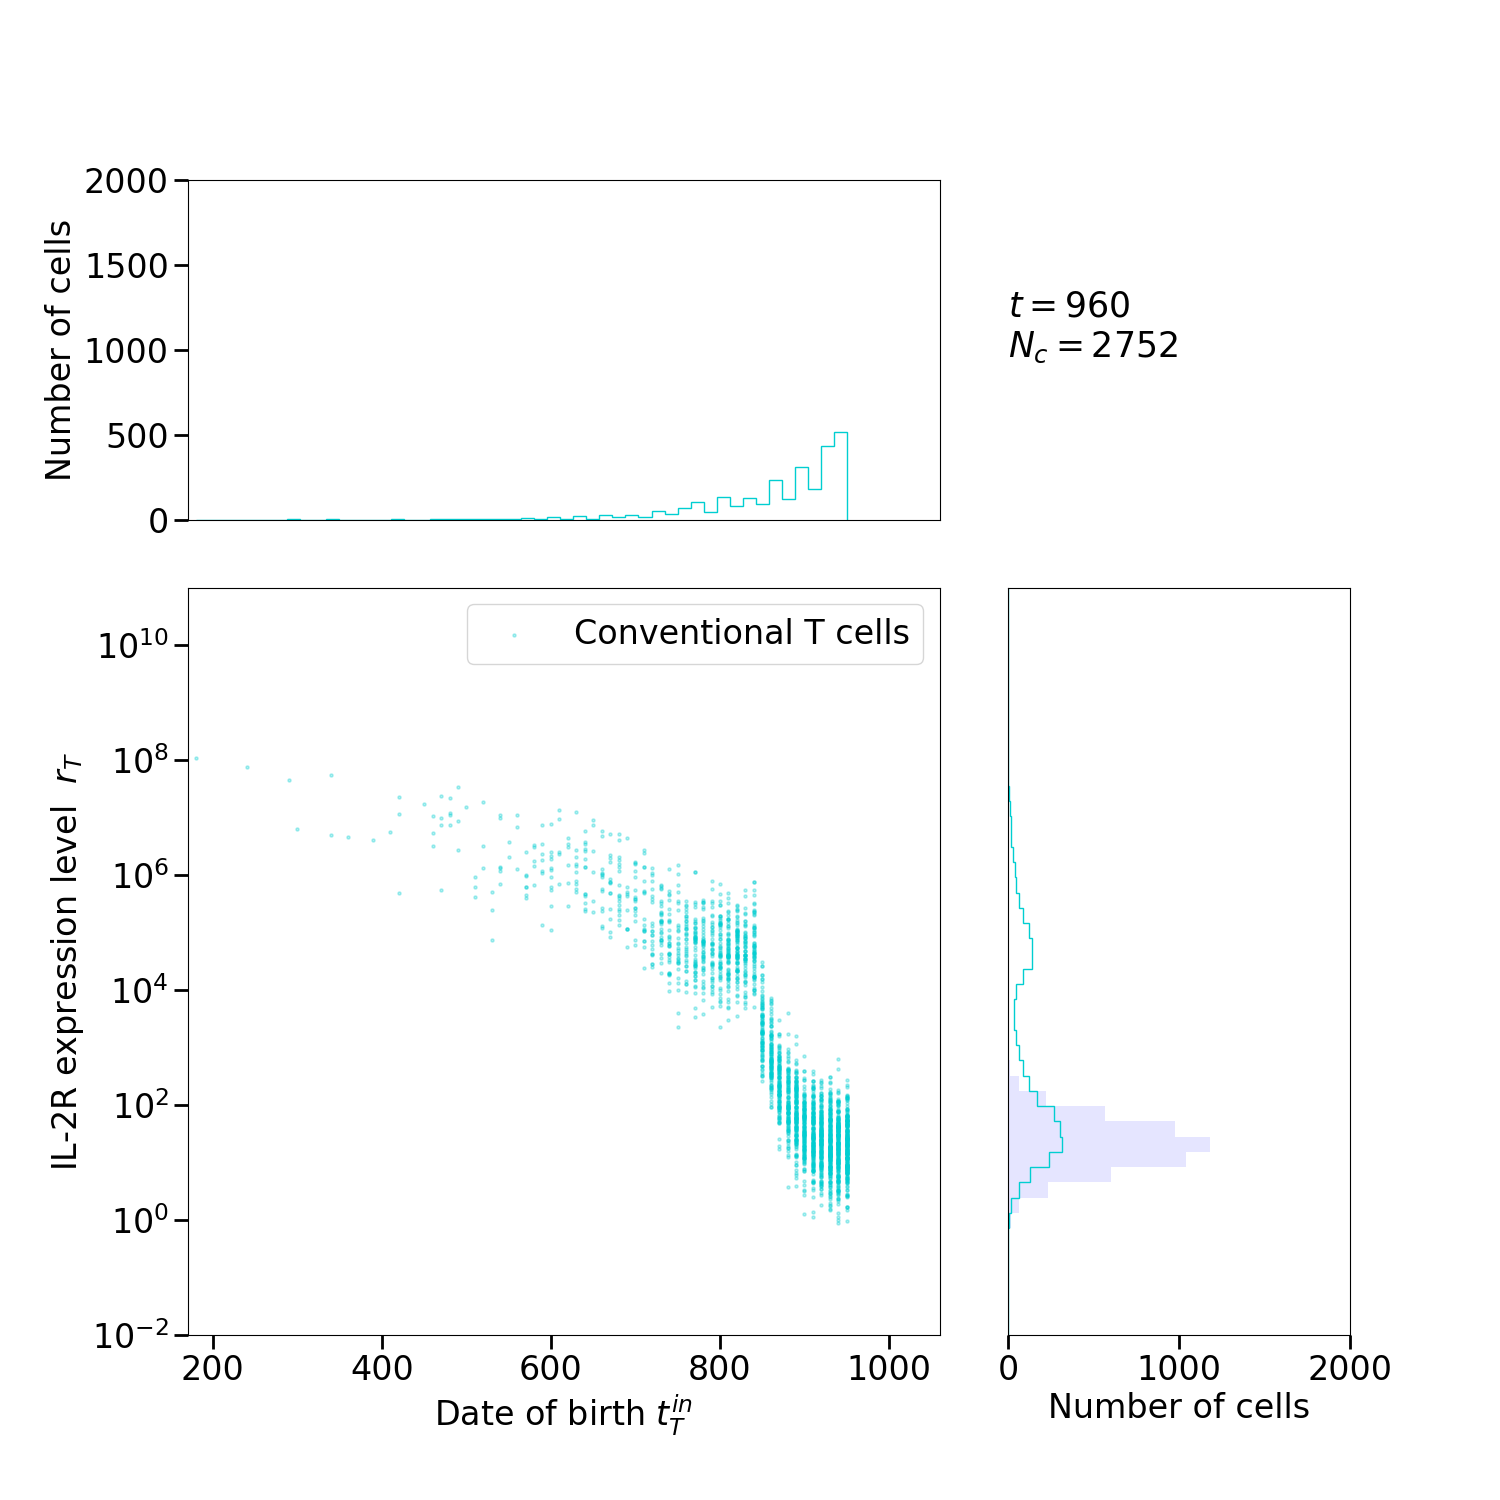 2000
1500
1000
500
0
Number of cells
t = 960
N_c = 2752
Conventional T cells
10^10
10^8
10^6
10^4
10^2
10^0
10^−2
IL-2R expression level r_T
200 400 600 800 1000
Date of birth t_T^in
0 1000 2000
Number of cells